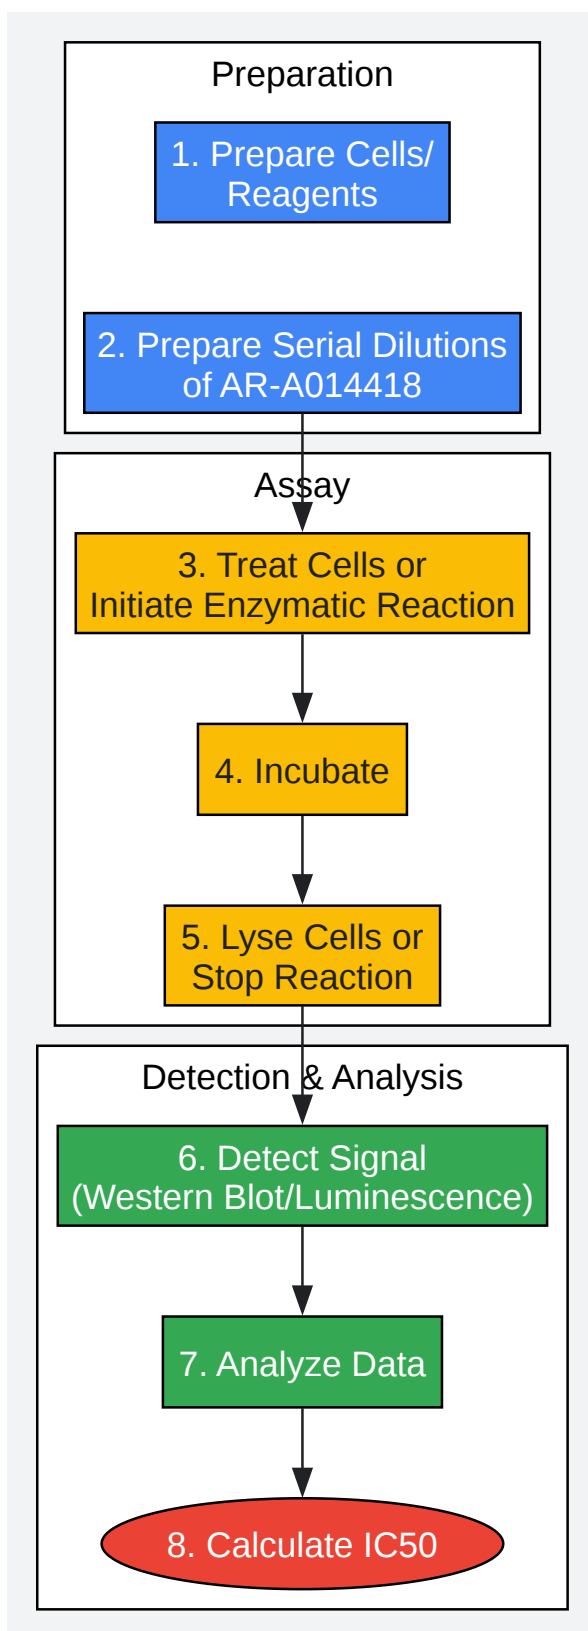 Preparation
1. Prepare Cells/
Reagents
2. Prepare Serial Dilutions
of AR-A014418
Assay
3. Treat Cells or
Initiate Enzymatic Reaction
4. Incubate
5. Lyse Cells or
Stop Reaction
Detection & Analysis
6. Detect Signal
(Western Blot/Luminescence)
7. Analyze Data
8. Calculate IC50